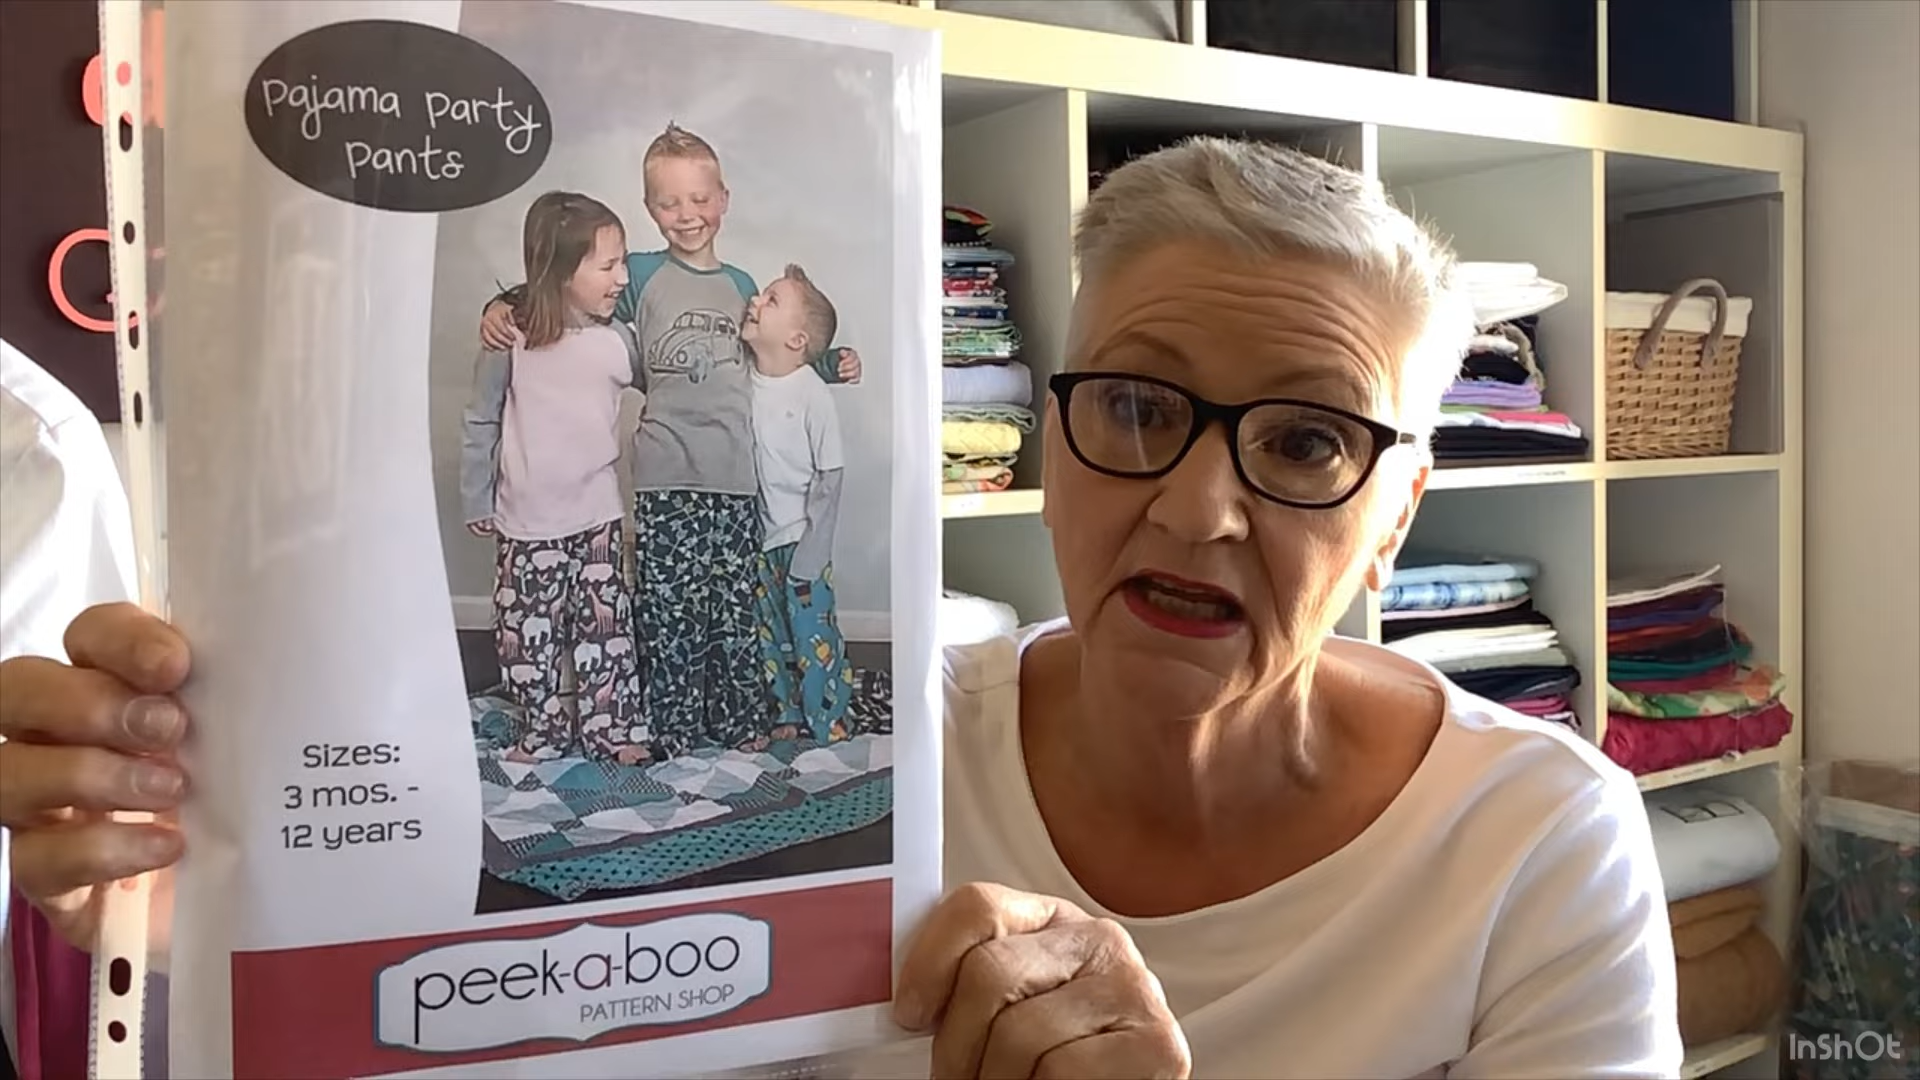 pajama party
pants
Sizes:
3 mos. -
12 years
peek-a-boo
PATTERN SHOP
InShOt